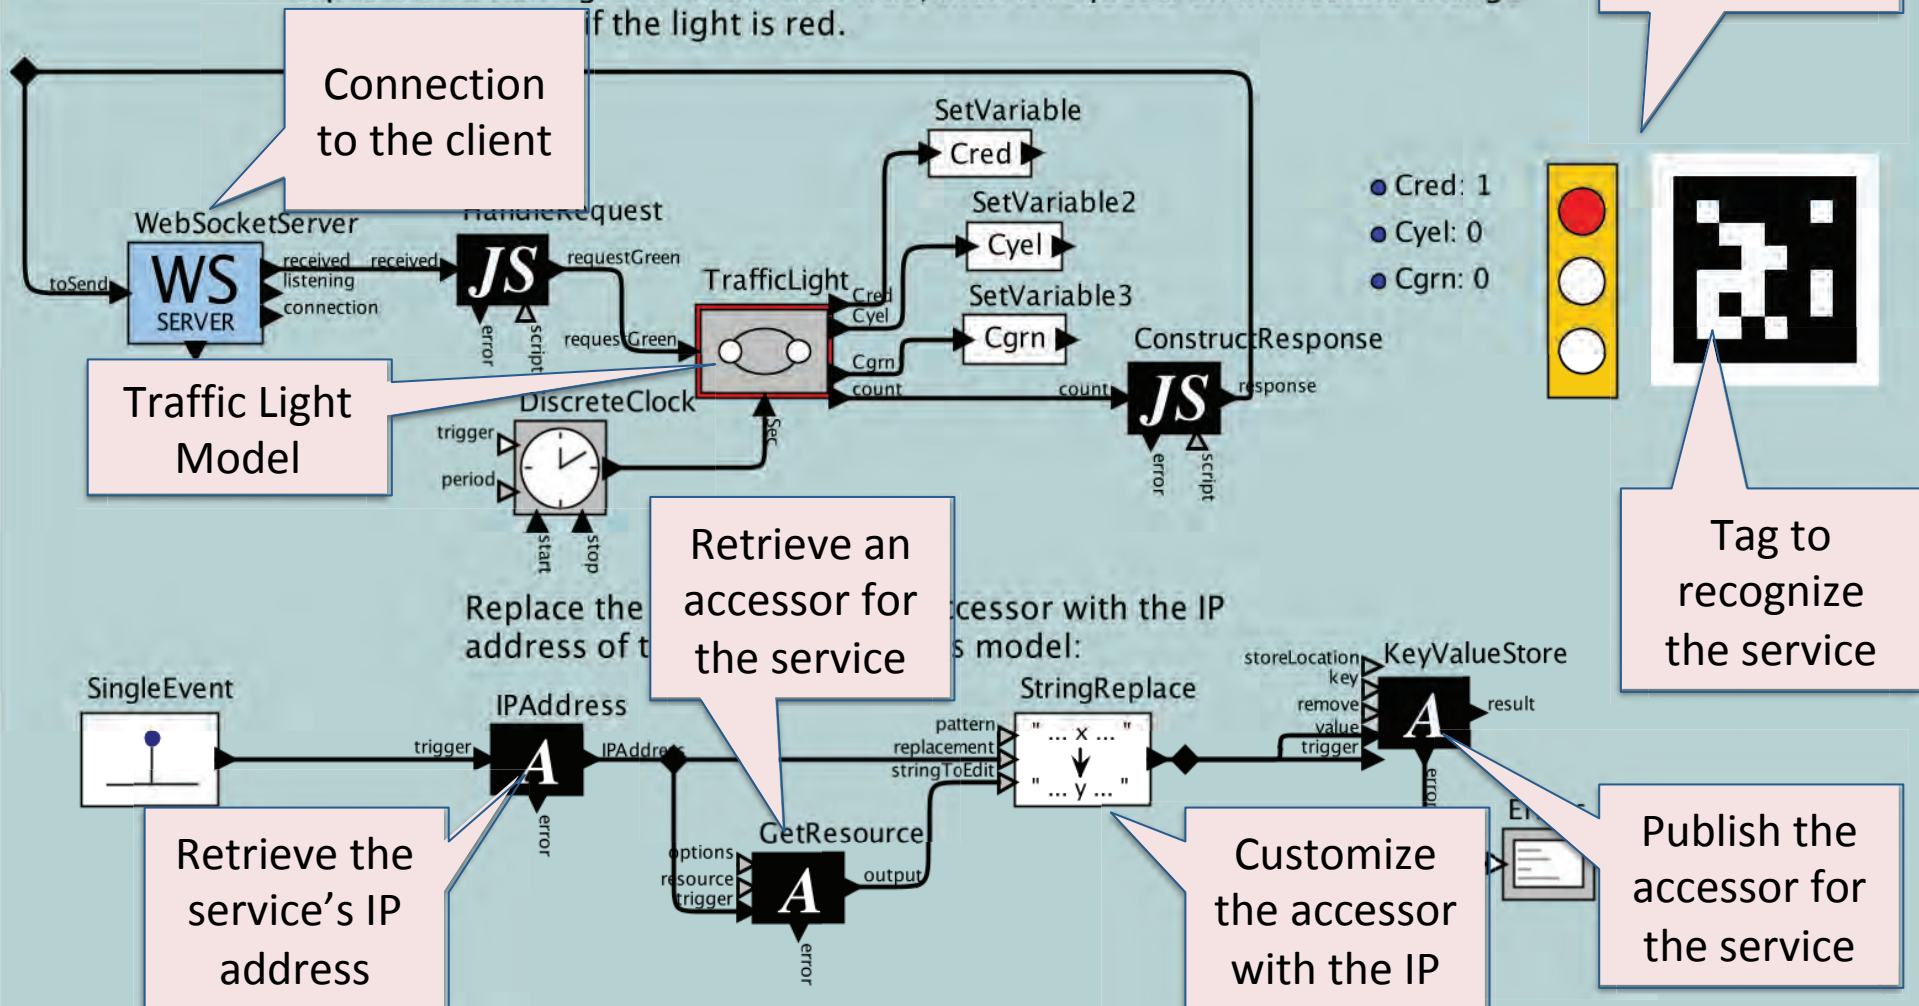 if the light is red.
Connection
to the client
SetVariable
Cred
SetVariable2
Cyel
SetVariable3
Cgrn
Cred: 1
Cyel: 0
Cgrn: 0
WebSocketServer
HandleRequest
toSend
WS
SERVER
received
listening
connection
received
JS
requestGreen
error
script
TrafficLight
requestGreen
Cred
Cyel
Cgrn
count
Sec
ConstructResponse
count
JS
response
error
script
Traffic Light
Model
DiscreteClock
trigger
period
start
stop
Tag to
recognize
the service
Retrieve an
accessor for
the service
Replace the
accessor with the IP
address of
model:
SingleEvent
IPAddress
trigger
A
IPAddress
error
StringReplace
pattern
replacement
stringToEdit
" ... x ... "
" ... y ... "
KeyValueStore
storeLocation
key
remove
value
trigger
A
result
error
GetResource
options
resource
trigger
A
output
error
Retrieve the
service’s IP
address
Customize
the accessor
with the IP
Publish the
accessor for
the service